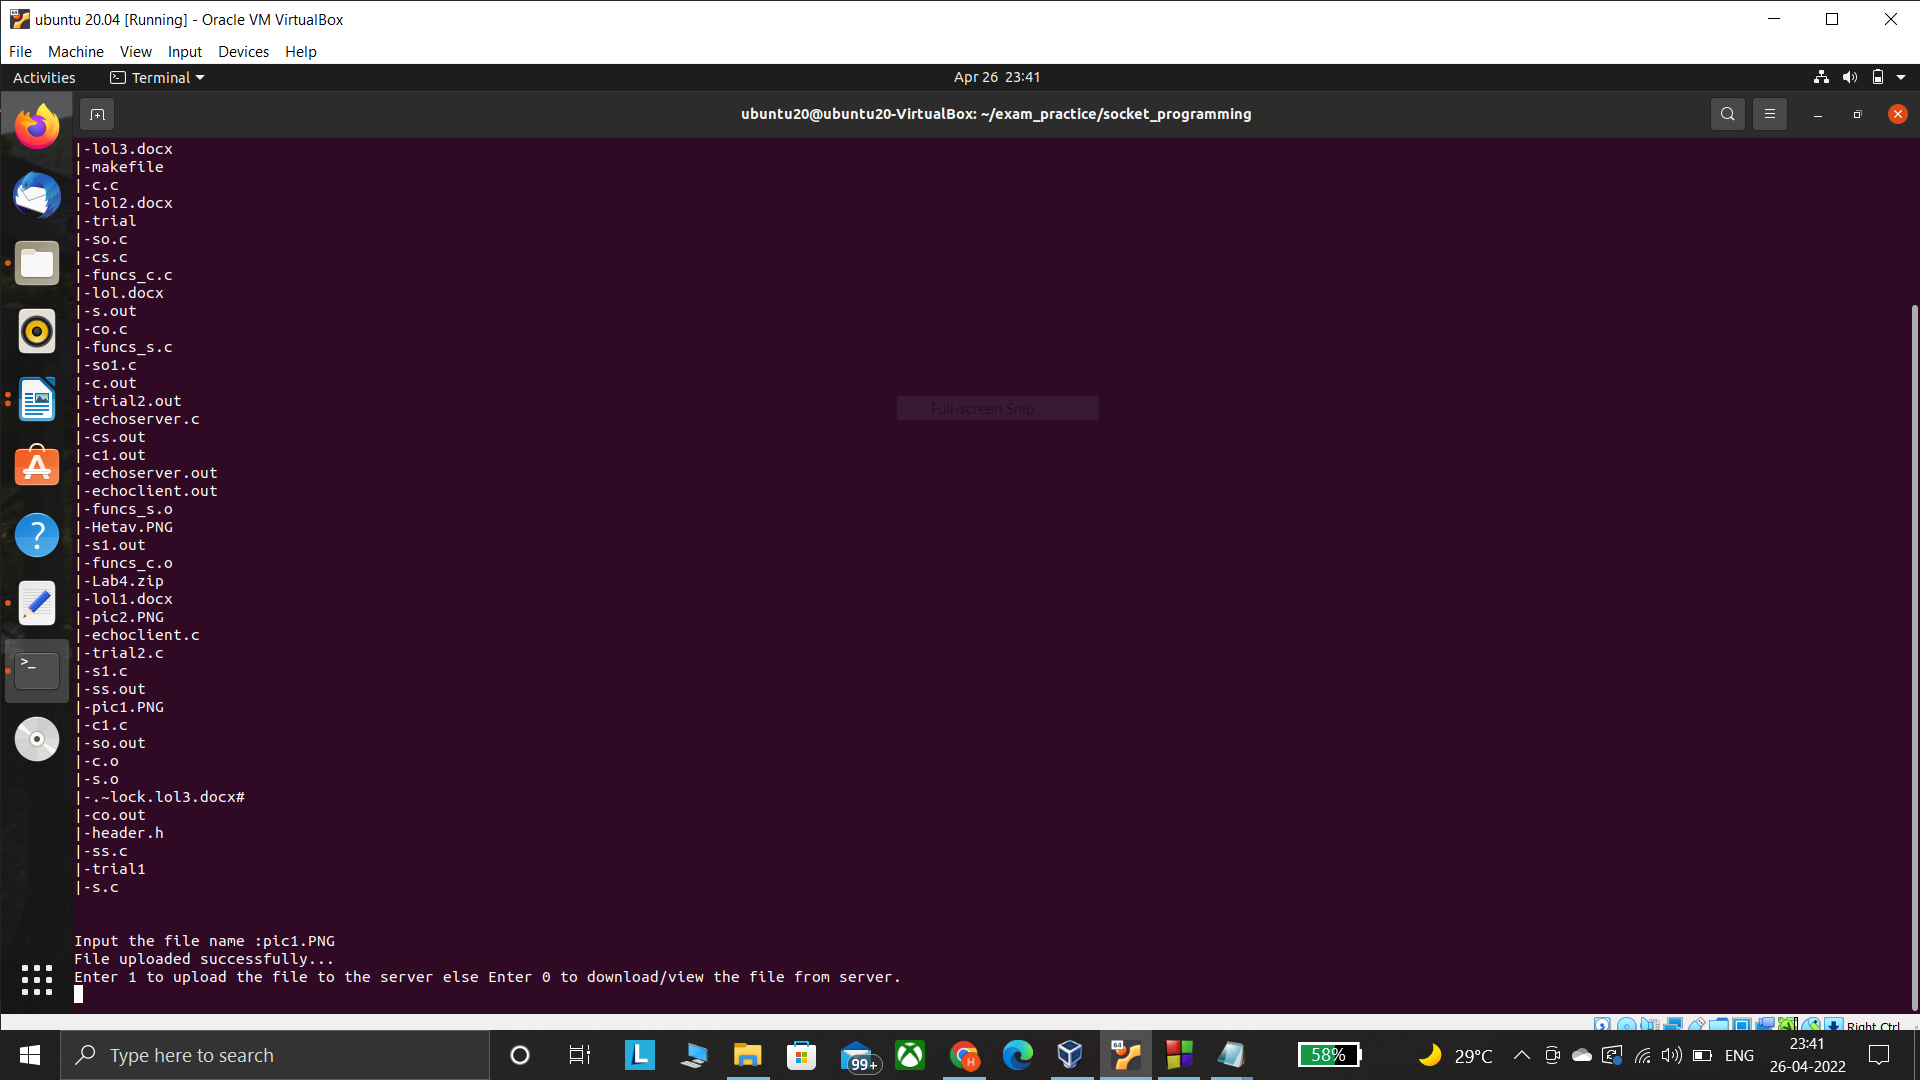 ubuntu 20.04 [Running] - Oracle VM VirtualBox
File Machine View Input Devices Help
Activities Terminal Apr 26 23:41
ubuntu20@ubuntu20-VirtualBox: ~/exam_practice/socket_programming
|-lol3.docx
|-makefile
|-c.c
|-lol2.docx
|-trial
|-so.c
|-cs.c
|-funcs_c.c
|-lol.docx
|-s.out
|-co.c
|-funcs_s.c
|-so1.c
|-c.out
|-trial2.out
|-echoserver.c
|-cs.out
|-c1.out
|-echoserver.out
|-echoclient.out
|-funcs_s.o
|-Hetav.PNG
|-s1.out
|-funcs_c.o
|-Lab4.zip
|-lol1.docx
|-pic2.PNG
|-echoclient.c
|-trial2.c
|-s1.c
|-ss.out
|-pic1.PNG
|-c1.c
|-so.out
|-c.o
|-s.o
|-.~lock.lol3.docx#
|-co.out
|-header.h
|-ss.c
|-trial1
|-s.c
Full-screen Snip
Input the file name :pic1.PNG
File uploaded successfully...
Enter 1 to upload the file to the server else Enter 0 to download/view the file from server.
Right Ctrl
Type here to search
L
99+
H
64
58%
29°C
ENG
23:41
26-04-2022